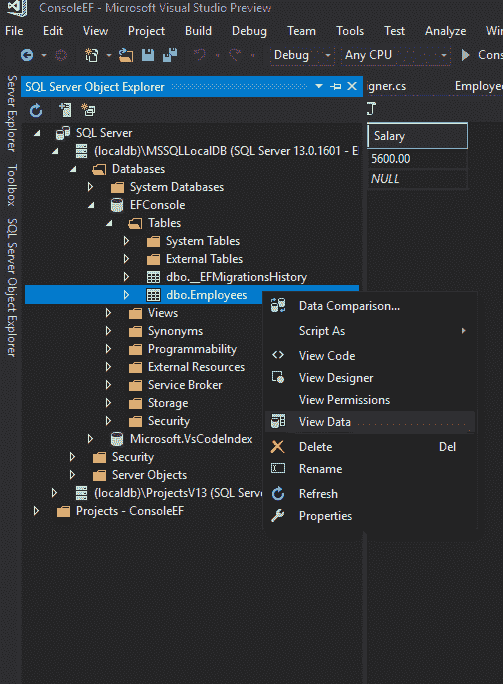 ConsoleEF - Microsoft Visual Studio Preview
File Edit View Project Build Debug Team Tools Test Analyze Win
Debug Any CPU Cons
SQL Server Object Explorer
igner.cs Employee
Server Explorer
Toolbox
SQL Server Object Explorer
SQL Server
(localdb)\MSSQLLocalDB (SQL Server 13.0.1601 - E
Databases
System Databases
EFConsole
Tables
System Tables
External Tables
dbo.__EFMigrationsHistory
dbo.Employees
Views
Synonyms
Programmability
External Resources
Service Broker
Storage
Security
Microsoft.VsCodeIndex
Security
Server Objects
(localdb)\ProjectsV13 (SQL Serve
Projects - ConsoleEF
Salary
5600.00
NULL
Data Comparison...
Script As
View Code
View Designer
View Permissions
View Data
Delete Del
Rename
Refresh
Properties